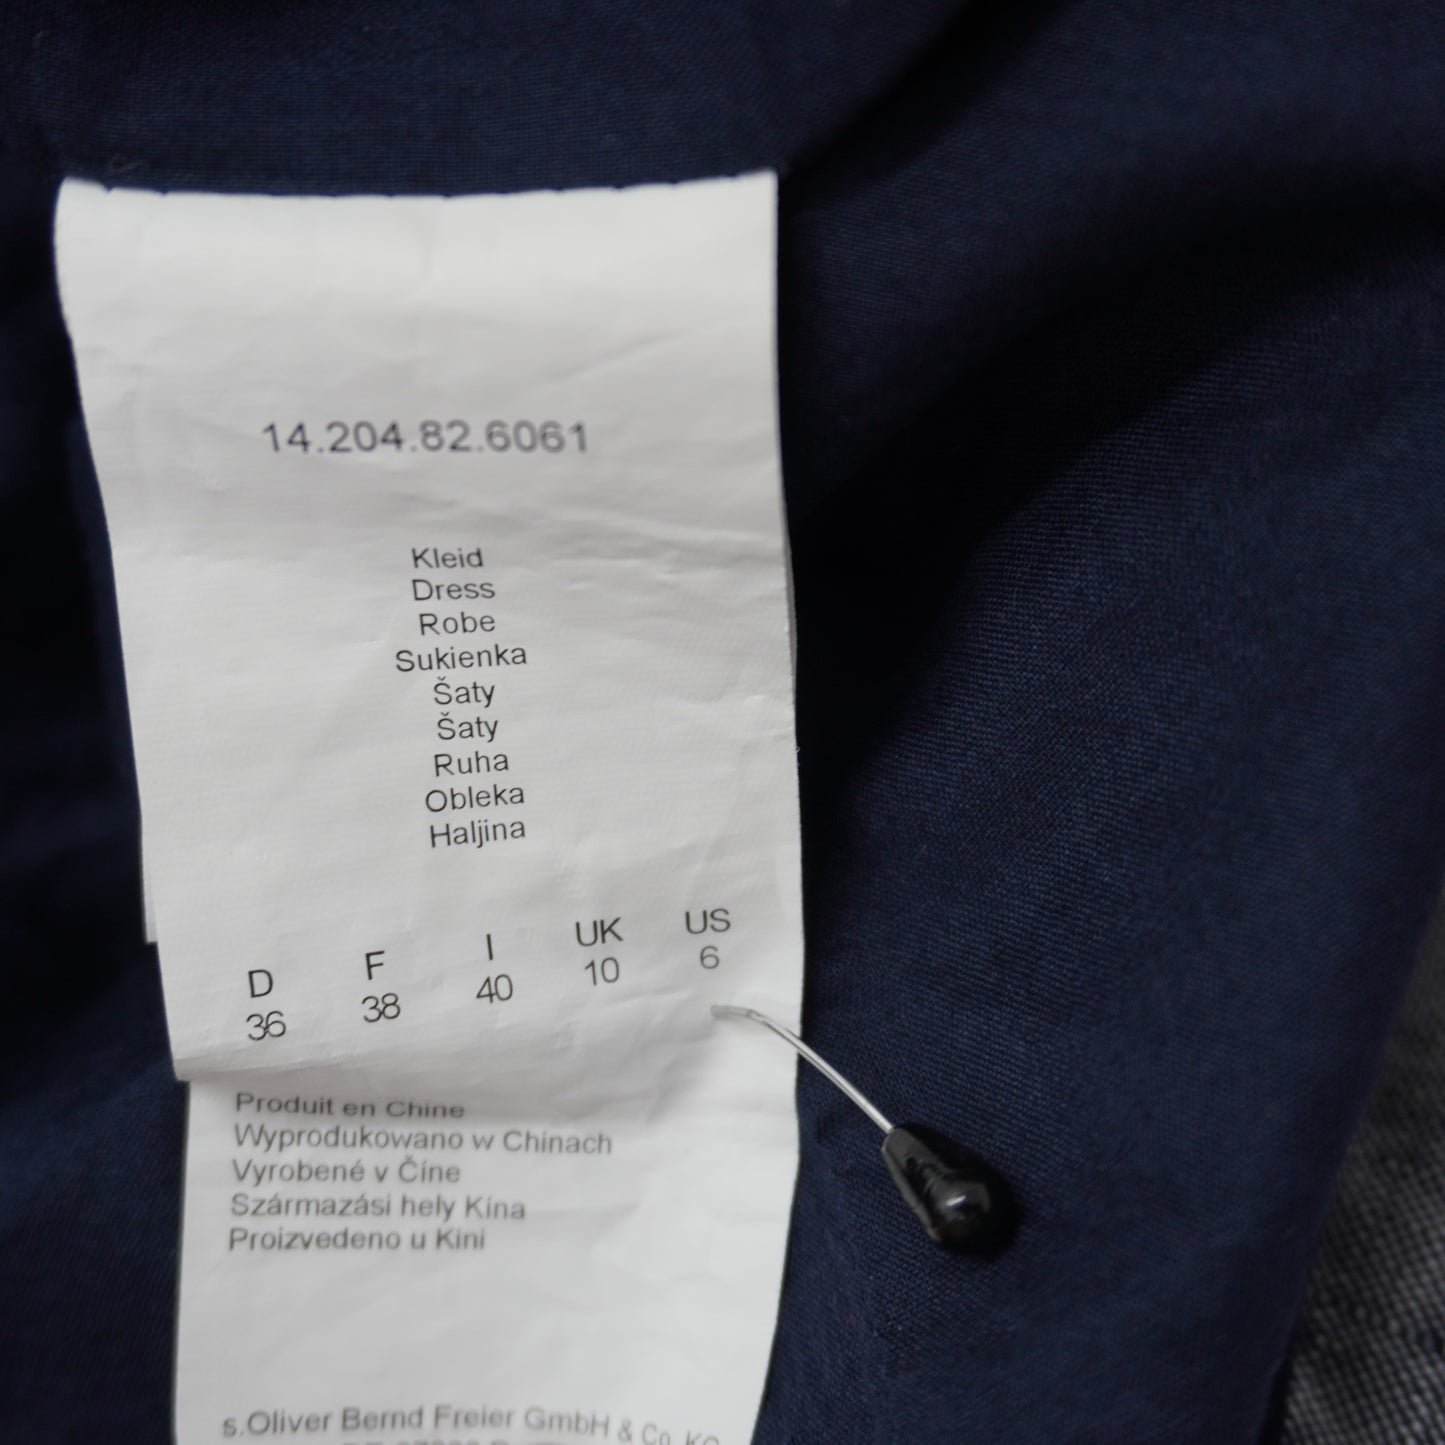 14.204.82.6061
Kleid
Dress
Robe
Sukienka
Šaty
Šaty
Ruha
Obleka
Haljina
D F I UK US
36 38 40 10 6
Produit en Chine
Wyprodukowano w Chinach
Vyrobené v Číne
Származási hely Kína
Proizvedeno u Kini
s.Oliver Bernd Freier GmbH & Co. KG